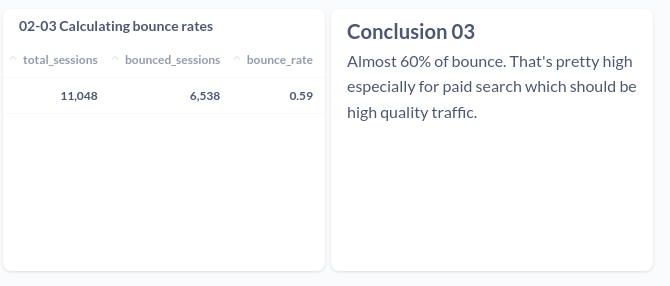 02-03 Calculating bounce rates
total_sessions bounced_sessions bounce_rate
11,048 6,538 0.59
Conclusion 03
Almost 60% of bounce. That's pretty high
especially for paid search which should be
high quality traffic.